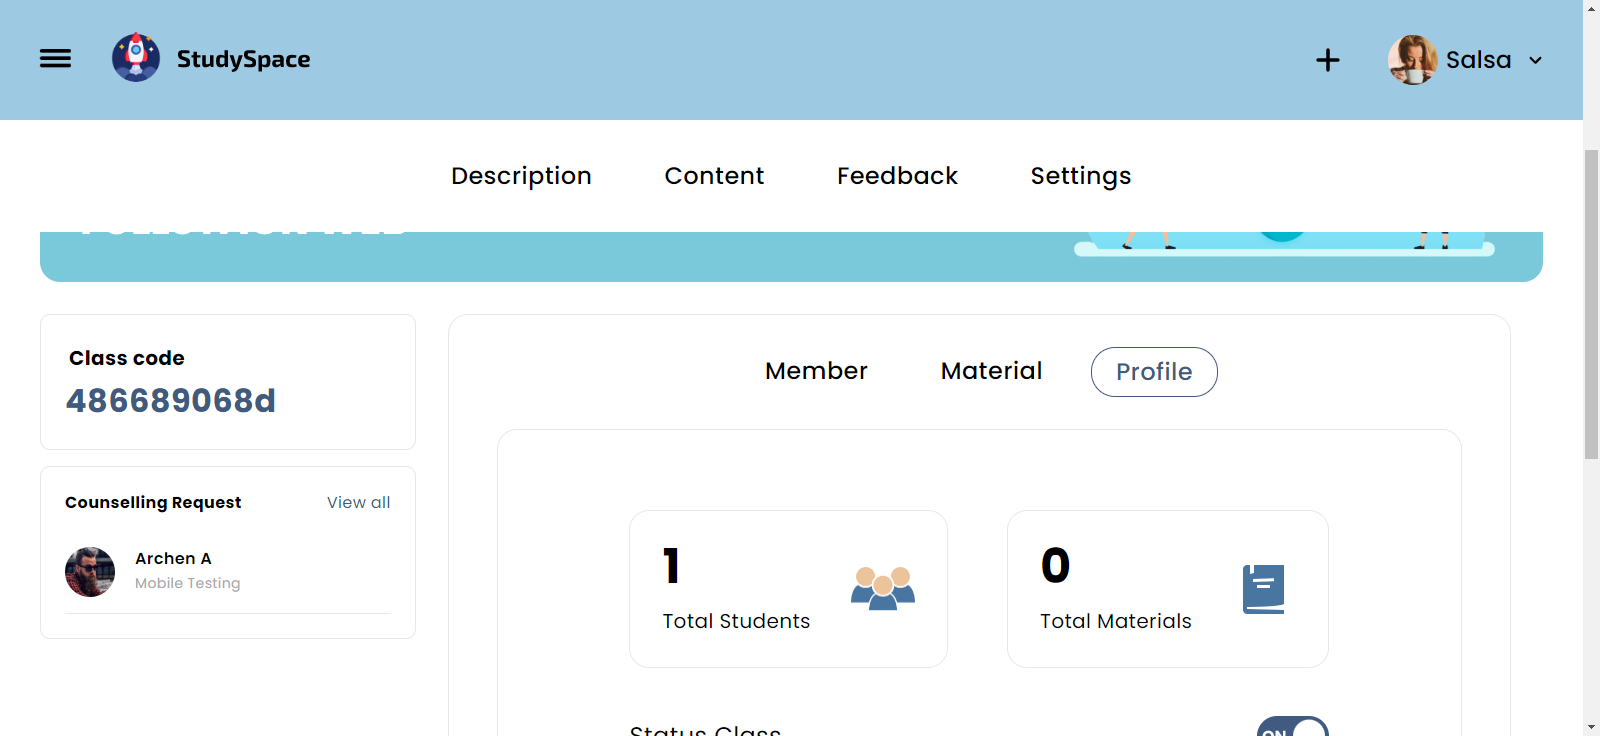 StudySpace
Salsa
Description Content Feedback Settings
Class code
486689068d
Counselling Request View all
Archen A
Mobile Testing
Member Material Profile
1
Total Students
0
Total Materials
Status Class
ON